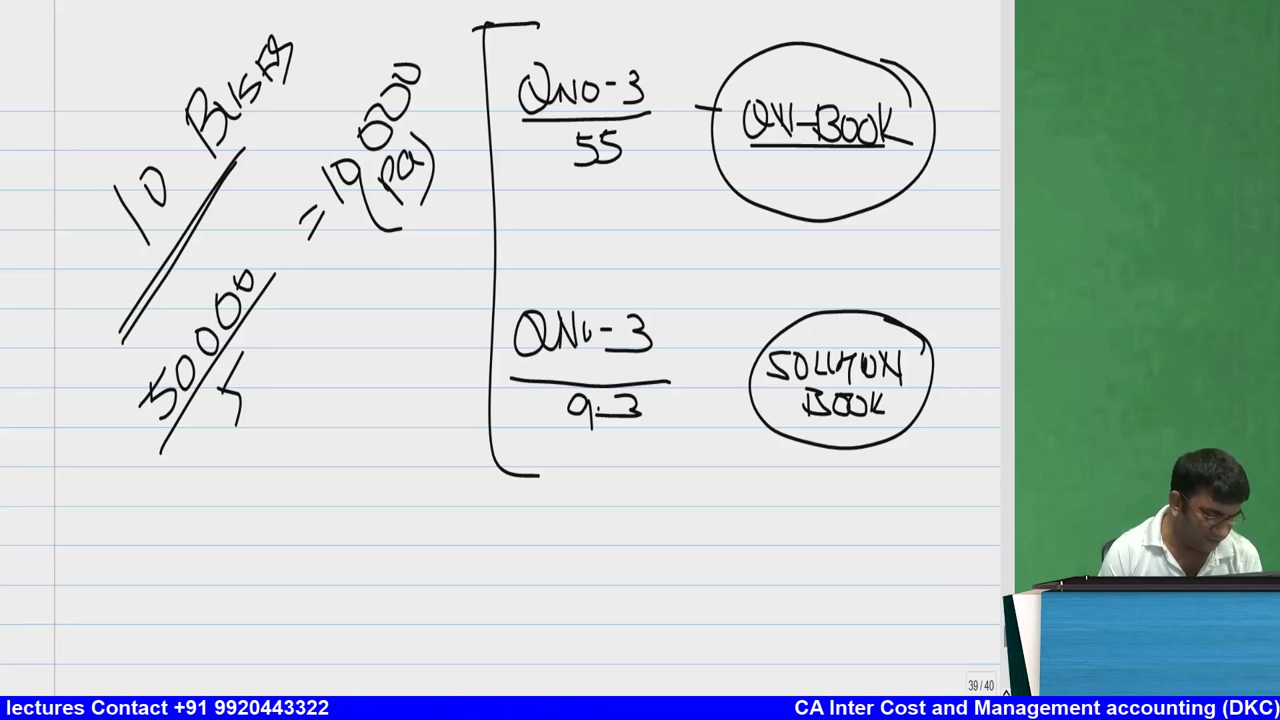 10 BUSES
50000
5
= 10000
(pa)
QNO-3
55
QN-BOOK
QNO-3
9.3
SOLUTION
BOOK
39 / 40
lectures Contact +91 9920443322
CA Inter Cost and Management accounting (DKC)